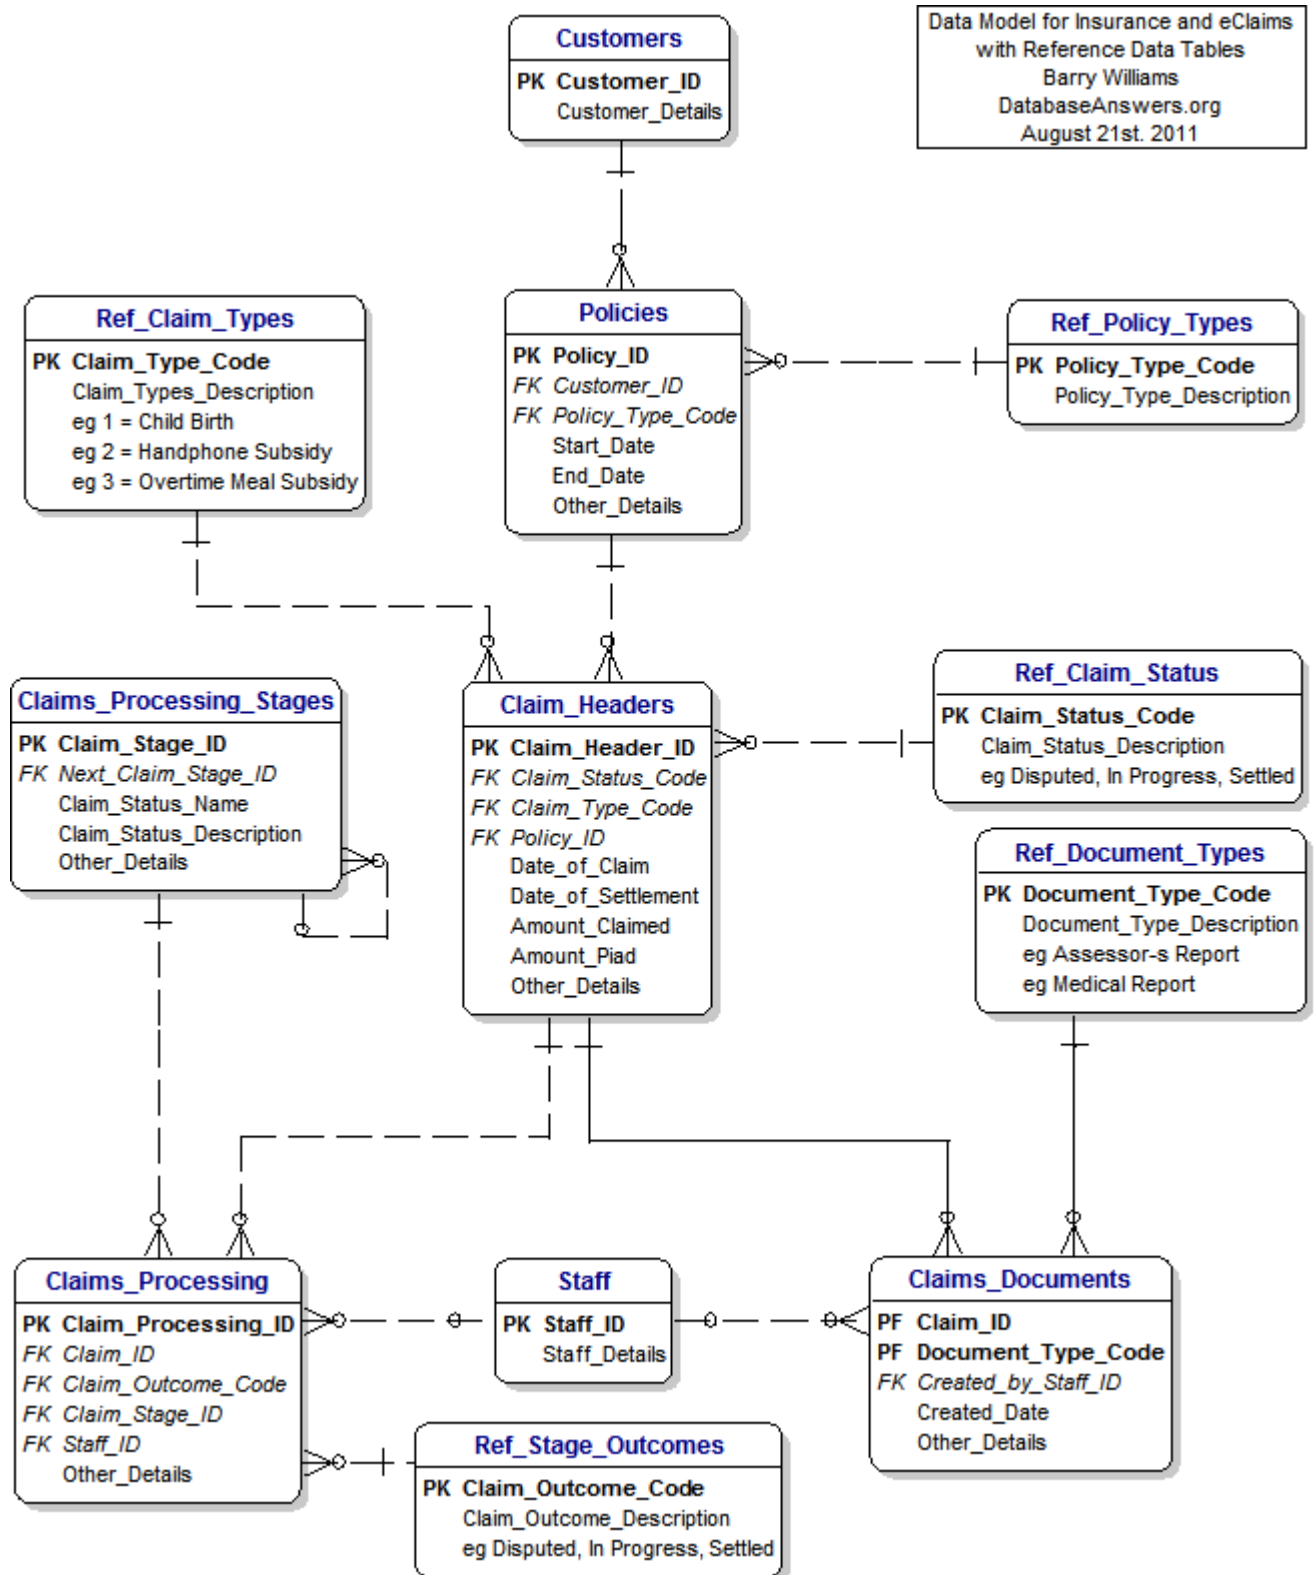 Customers
PK Customer_ID
Customer_Details
Data Model for Insurance and eClaims
with Reference Data Tables
Barry Williams
DatabaseAnswers.org
August 21st. 2011
Ref_Claim_Types
PK Claim_Type_Code
Claim_Types_Description
eg 1 = Child Birth
eg 2 = Handphone Subsidy
eg 3 = Overtime Meal Subsidy
Policies
PK Policy_ID
FK Customer_ID
FK Policy_Type_Code
Start_Date
End_Date
Other_Details
Ref_Policy_Types
PK Policy_Type_Code
Policy_Type_Description
Claims_Processing_Stages
PK Claim_Stage_ID
FK Next_Claim_Stage_ID
Claim_Status_Name
Claim_Status_Description
Other_Details
Claim_Headers
PK Claim_Header_ID
FK Claim_Status_Code
FK Claim_Type_Code
FK Policy_ID
Date_of_Claim
Date_of_Settlement
Amount_Claimed
Amount_Piad
Other_Details
Ref_Claim_Status
PK Claim_Status_Code
Claim_Status_Description
eg Disputed, In Progress, Settled
Ref_Document_Types
PK Document_Type_Code
Document_Type_Description
eg Assessor-s Report
eg Medical Report
Claims_Processing
PK Claim_Processing_ID
FK Claim_ID
FK Claim_Outcome_Code
FK Claim_Stage_ID
FK Staff_ID
Other_Details
Staff
PK Staff_ID
Staff_Details
Claims_Documents
PF Claim_ID
PF Document_Type_Code
FK Created_by_Staff_ID
Created_Date
Other_Details
Ref_Stage_Outcomes
PK Claim_Outcome_Code
Claim_Outcome_Description
eg Disputed, In Progress, Settled